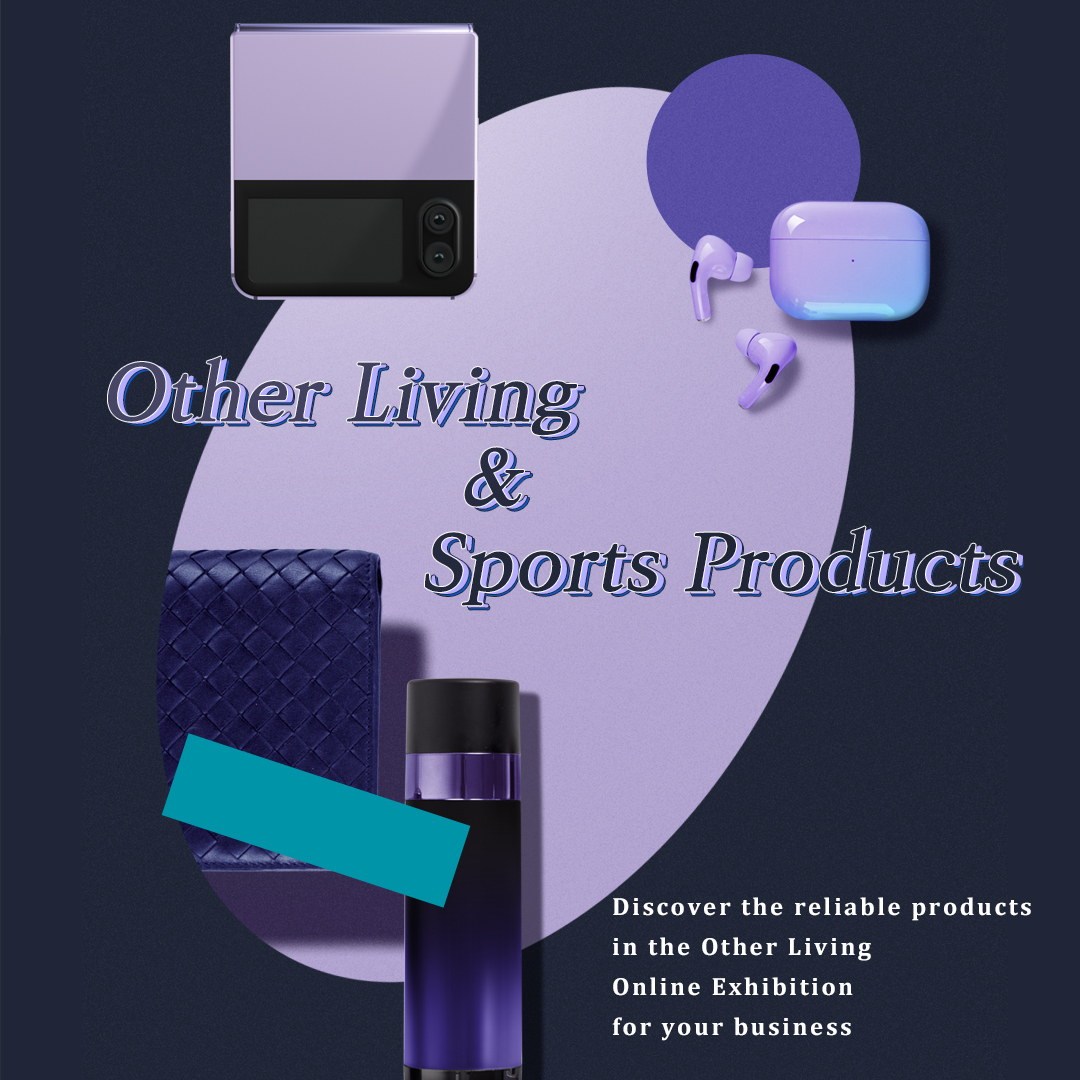 Other Living
&
Sports Products
Discover the reliable products
in the Other Living
Online Exhibition
for your business